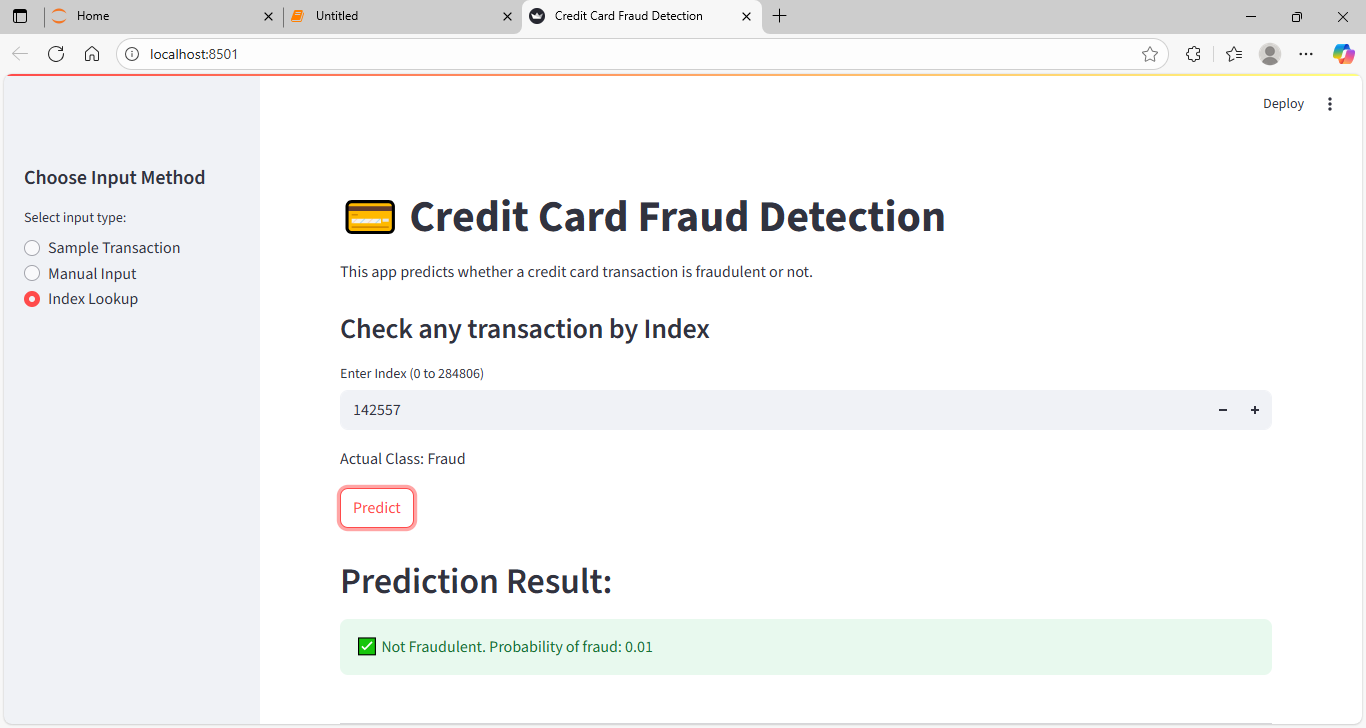 Home
Untitled
Credit Card Fraud Detection
localhost:8501
Deploy
Choose Input Method
Select input type:
Sample Transaction
Manual Input
Index Lookup
Credit Card Fraud Detection
This app predicts whether a credit card transaction is fraudulent or not.
Check any transaction by Index
Enter Index (0 to 284806)
142557
Actual Class: Fraud
Predict
Prediction Result:
Not Fraudulent. Probability of fraud: 0.01